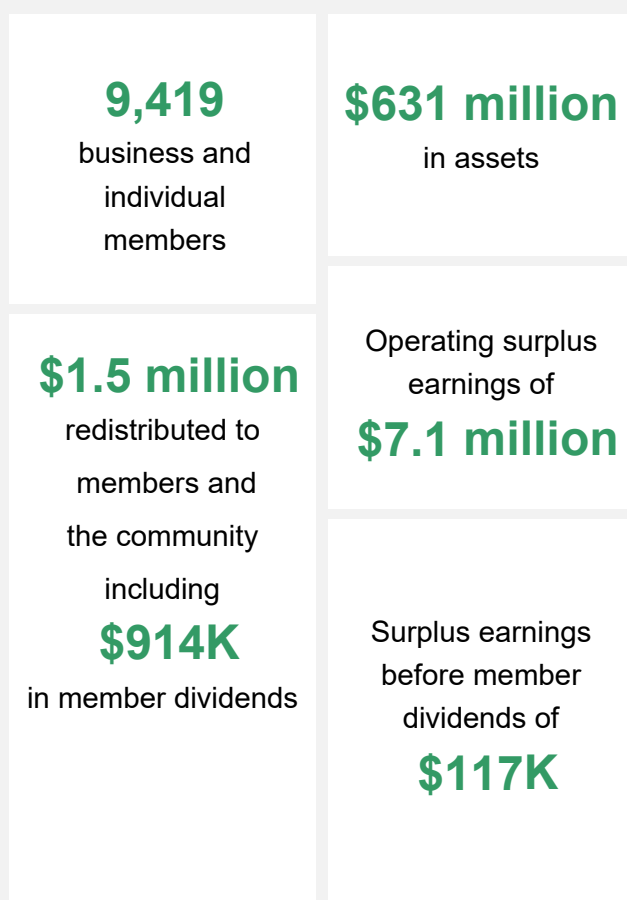 9,419
business and
individual
members
$1.5 million
redistributed to
members and
the community
including
$914K
in member dividends
$631 million
in assets
Operating surplus
earnings of
$7.1 million
Surplus earnings
before member
dividends of
$117K